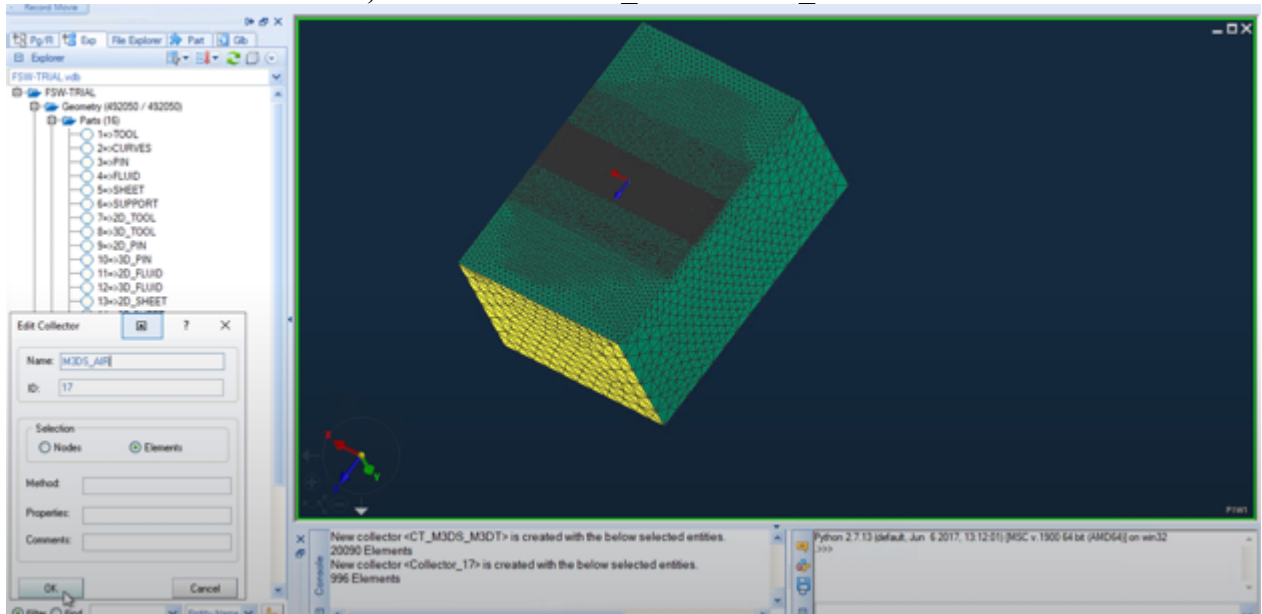 Record Movie
Pg/R Exp File Explorer Part Glb
Explorer
FSW-TRIAL.vdb
FSW-TRIAL
Geometry (492050 / 492050)
Parts (16)
1=>TOOL
2=>CURVES
3=>PIN
4=>FLUID
5=>SHEET
6=>SUPPORT
7=>2D_TOOL
8=>3D_TOOL
9=>2D_PIN
10=>3D_PIN
11=>2D_FLUID
12=>3D_FLUID
13=>2D_SHEET
Edit Collector ? X
Name: M3DS_AIR
ID: 17
Selection
Nodes Elements
Method:
Properties:
Comments:
OK Cancel
Filter Find Entity Name
X
Y
P1W1
Console
New collector <CT_M3DS_M3DT> is created with the below selected entities.
20090 Elements
New collector <Collector_17> is created with the below selected entities.
996 Elements
Python 2.7.13 (default, Jun 6 2017, 13:12:01) [MSC v.1900 64 bit (AMD64)] on win32
>>>